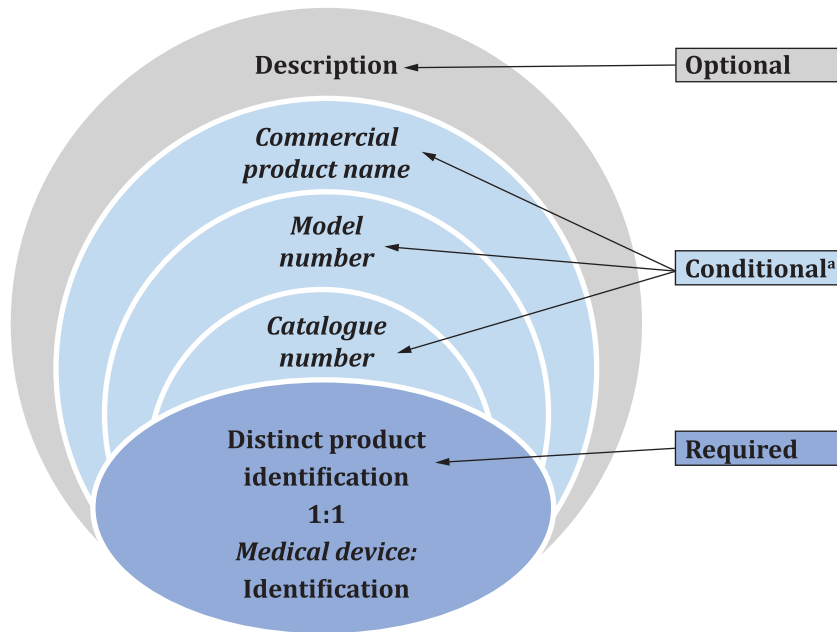 Description
Optional
Commercial
product name
Model
number
Conditionalᵃ
Catalogue
number
Distinct product
identification
1:1
Medical device:
Identification
Required